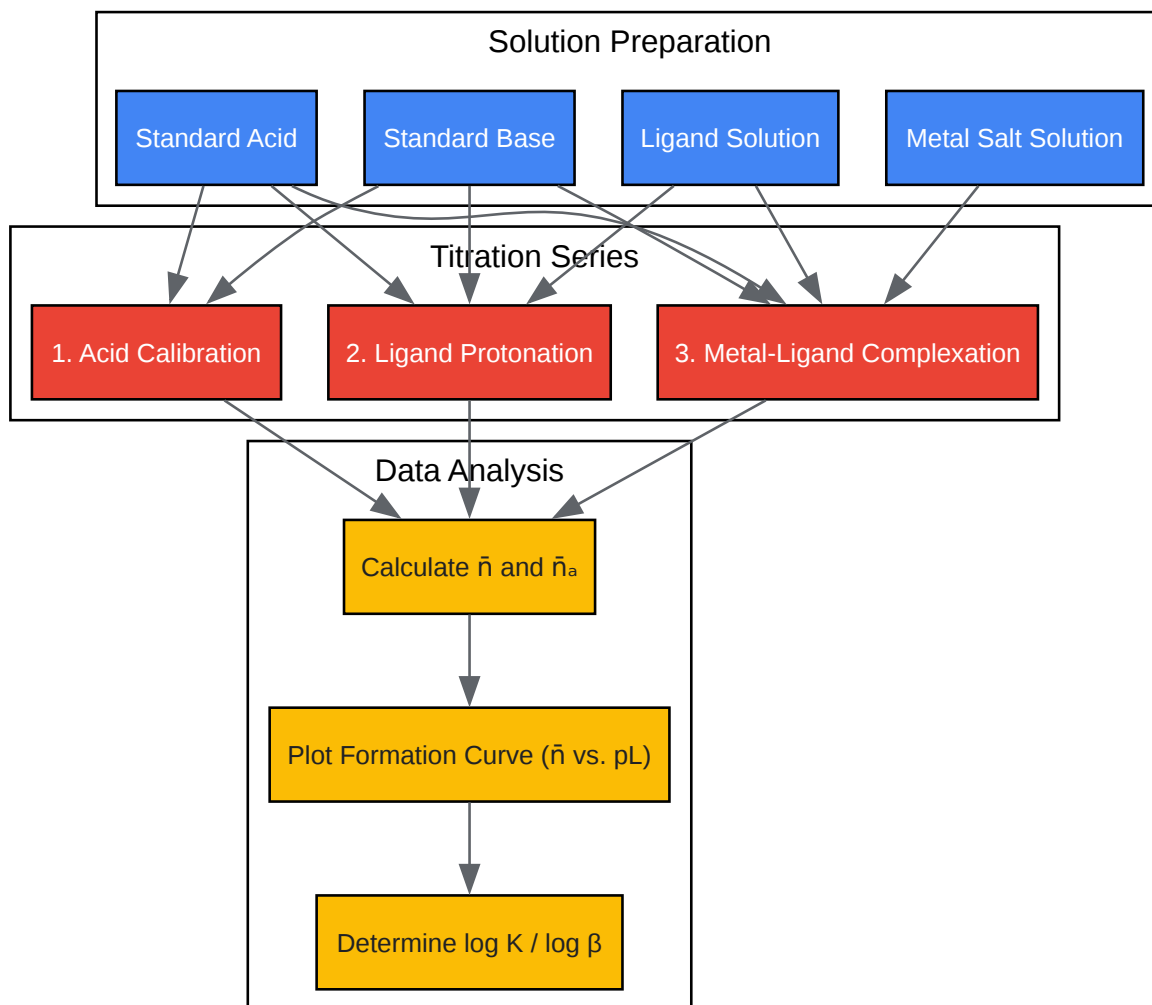 Solution Preparation
Standard Acid
Standard Base
Ligand Solution
Metal Salt Solution
Titration Series
1. Acid Calibration
2. Ligand Protonation
3. Metal-Ligand Complexation
Data Analysis
Calculate n̄ and n̄ₐ
Plot Formation Curve (n̄ vs. pL)
Determine log K / log β